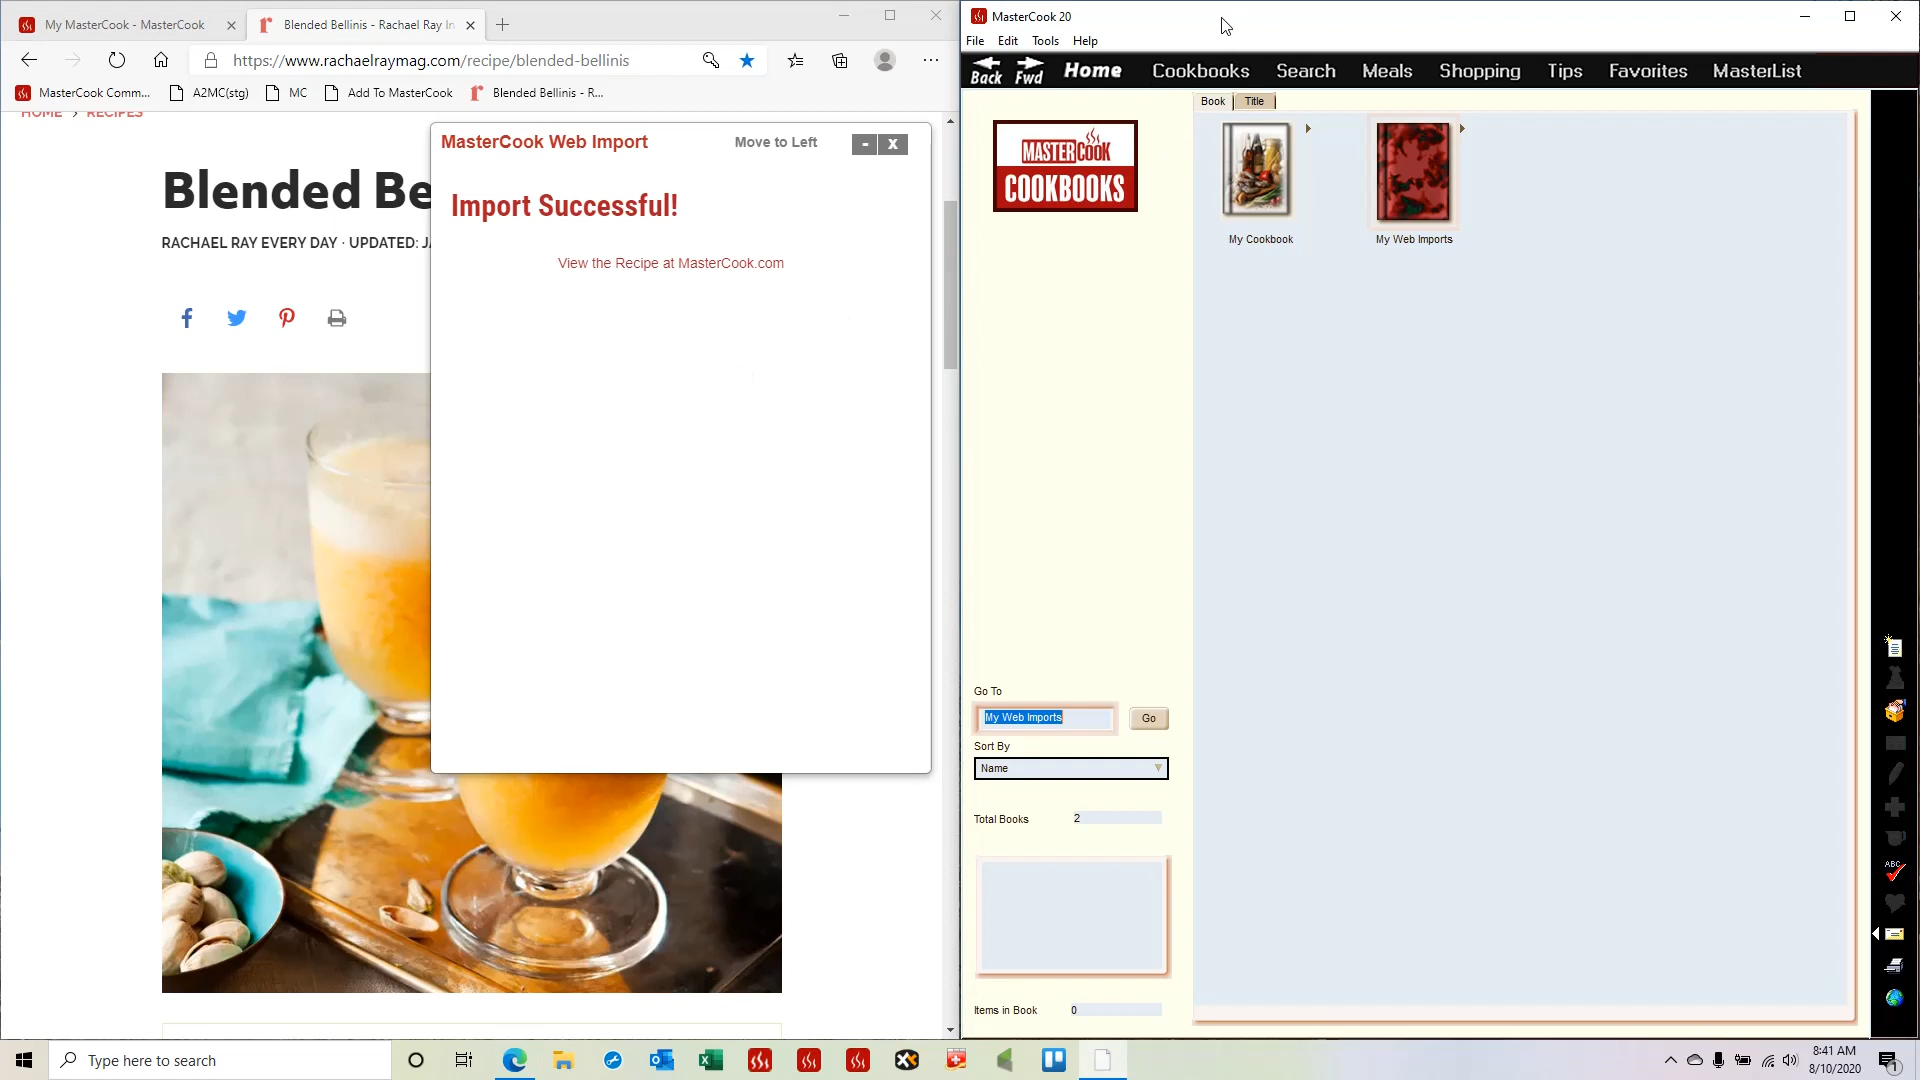 My MasterCook - MasterCook
Blended Bellinis - Rachael Ray In
https://www.rachaelraymag.com/recipe/blended-bellinis
MasterCook Comm...
A2MC(stg)
MC
Add To MasterCook
Blended Bellinis - R...
HOME > RECIPES
Blended Be
RACHAEL RAY EVERY DAY · UPDATED: J
MasterCook Web Import
Move to Left
-
X
Import Successful!
View the Recipe at MasterCook.com
MasterCook 20
File
Edit
Tools
Help
Back
Fwd
Home
Cookbooks
Search
Meals
Shopping
Tips
Favorites
MasterList
Book
Title
MASTERCOOK
COOKBOOKS
My Cookbook
My Web Imports
Go To
My Web Imports
Go
Sort By
Name
Total Books
2
Items in Book
0
ABC
Type here to search
8:41 AM
8/10/2020
1